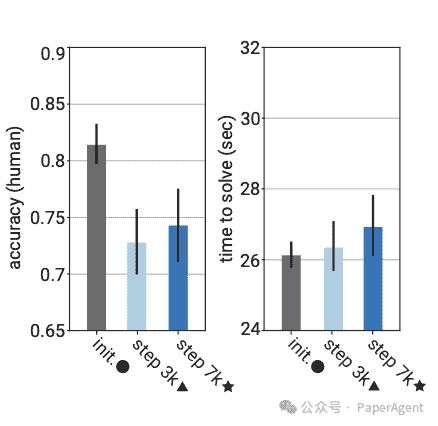 accuracy (human)
0.9
0.85
0.8
0.75
0.7
0.65
init.
step 3k
step 7k
time to solve (sec)
32
30
28
26
24
init.
step 3k
step 7k
公众号 · PaperAgent